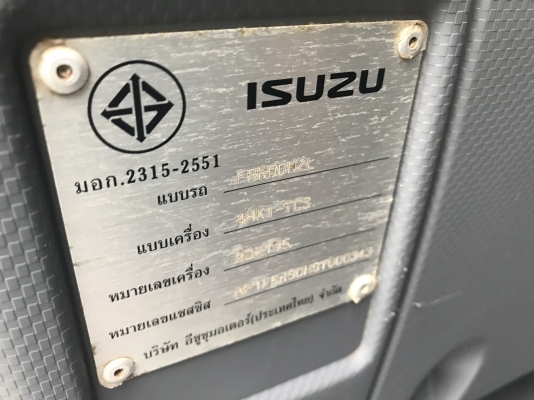 ISUZU
มอก.2315-2551
แบบรถ
แบบเครื่อง 4HK1-TCS
หมายเลขเครื่อง
หมายเลขแชสซิส
บริษัท อีซูซุมอเตอร์(ประเทศไทย) จำกัด